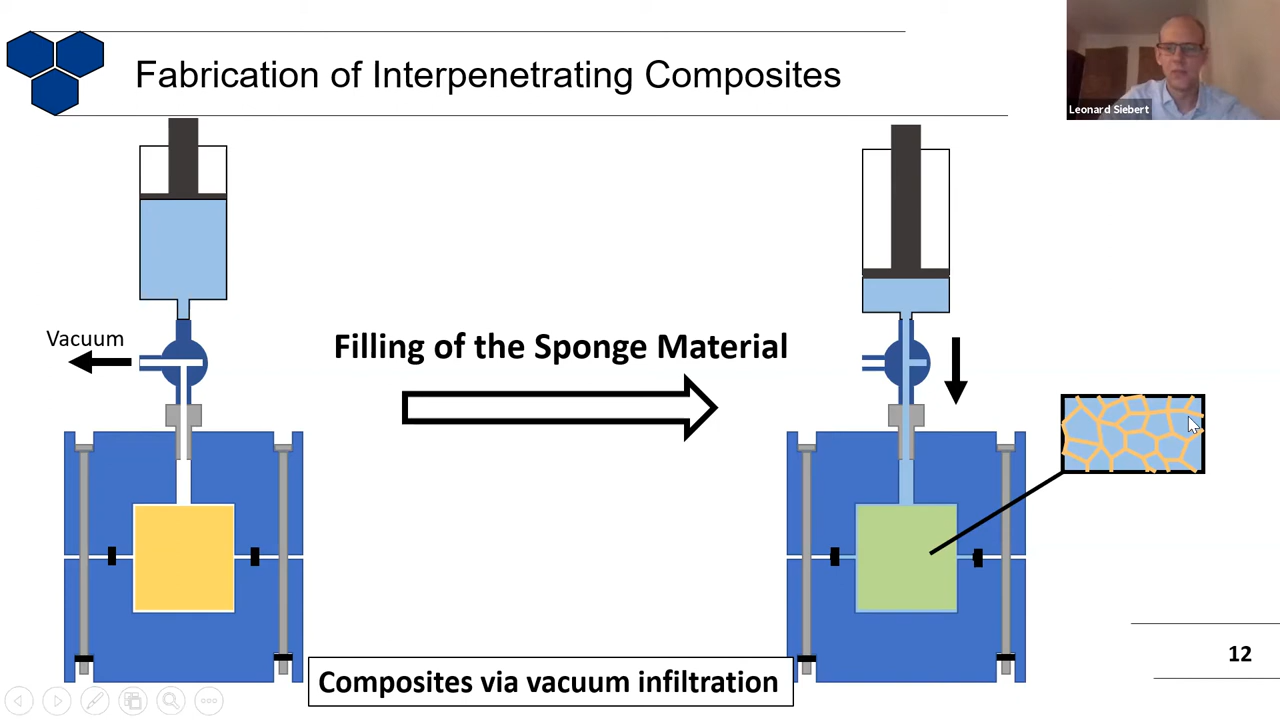 Fabrication of Interpenetrating Composites
Leonard Siebert
Vacuum
Filling of the Sponge Material
Composites via vacuum infiltration
12